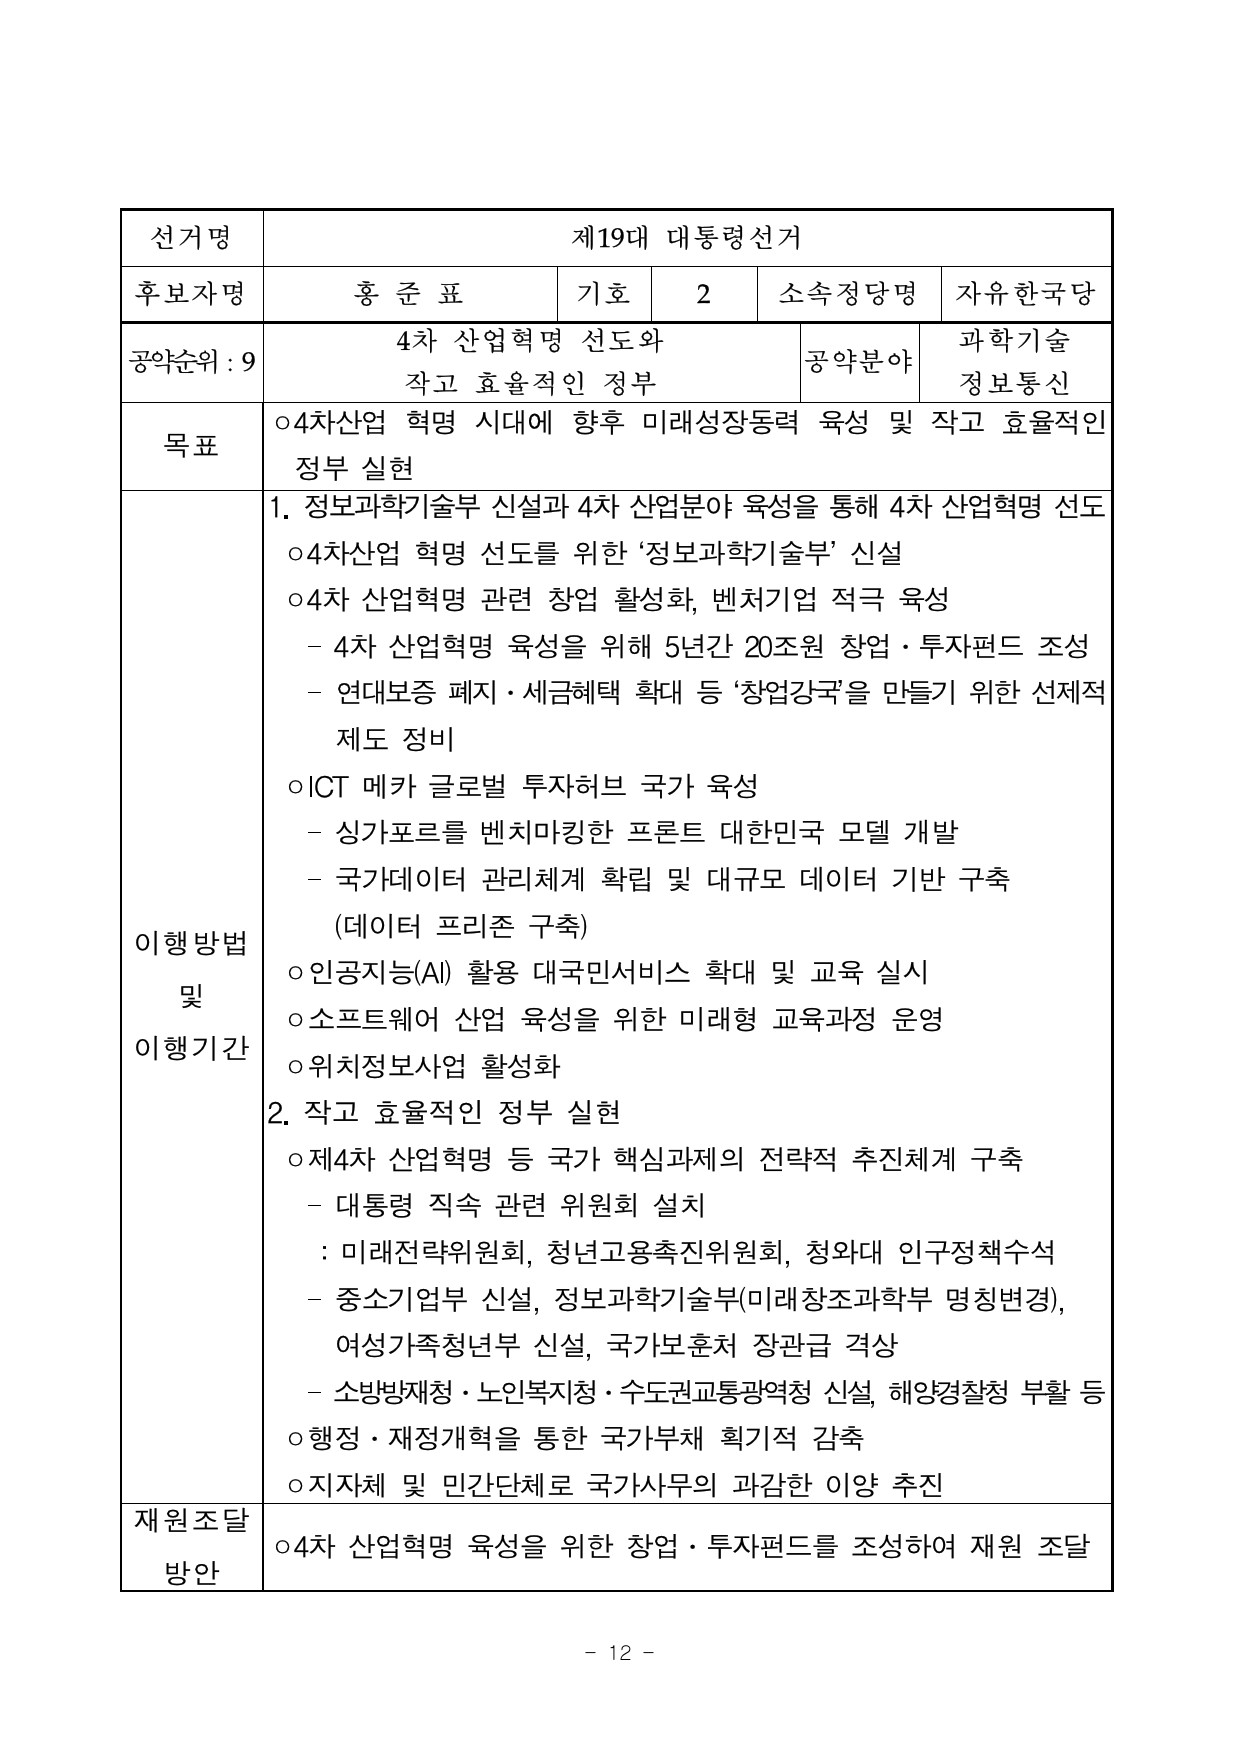 선거명 제19대 대통령선거
후보자명 홍 준 표 기호 2 소속정당명 자유한국당
공약순위 : 9 4차 산업혁명 선도와 작고 효율적인 정부 공약분야 과학기술 정보통신
목표
○4차산업 혁명 시대에 향후 미래성장동력 육성 및 작고 효율적인
정부 실현
이행방법
및
이행기간
1. 정보과학기술부 신설과 4차 산업분야 육성을 통해 4차 산업혁명 선도
○4차산업 혁명 선도를 위한 ‘정보과학기술부’ 신설
○4차 산업혁명 관련 창업 활성화, 벤처기업 적극 육성
- 4차 산업혁명 육성을 위해 5년간 20조원 창업・투자펀드 조성
- 연대보증 폐지・세금혜택 확대 등 ‘창업강국’을 만들기 위한 선제적
제도 정비
○ICT 메카 글로벌 투자허브 국가 육성
- 싱가포르를 벤치마킹한 프론트 대한민국 모델 개발
- 국가데이터 관리체계 확립 및 대규모 데이터 기반 구축
(데이터 프리존 구축)
○인공지능(AI) 활용 대국민서비스 확대 및 교육 실시
○소프트웨어 산업 육성을 위한 미래형 교육과정 운영
○위치정보사업 활성화
2. 작고 효율적인 정부 실현
○제4차 산업혁명 등 국가 핵심과제의 전략적 추진체계 구축
- 대통령 직속 관련 위원회 설치
: 미래전략위원회, 청년고용촉진위원회, 청와대 인구정책수석
- 중소기업부 신설, 정보과학기술부(미래창조과학부 명칭변경),
여성가족청년부 신설, 국가보훈처 장관급 격상
- 소방방재청・노인복지청・수도권교통광역청 신설, 해양경찰청 부활 등
○행정・재정개혁을 통한 국가부채 획기적 감축
○지자체 및 민간단체로 국가사무의 과감한 이양 추진
재원조달
방안
○4차 산업혁명 육성을 위한 창업・투자펀드를 조성하여 재원 조달
- 12 -